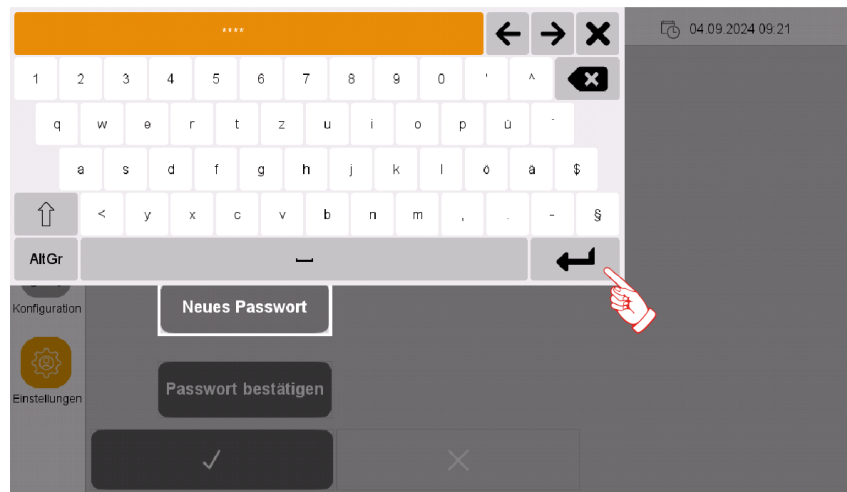 ****
04.09.2024 09:21
1 2 3 4 5 6 7 8 9 0 ' ^
q w e r t z u i o p ü ¨
a s d f g h j k l ö ä $
< y x c v b n m , . - §
AltGr
Konfiguration
Neues Passwort
Einstellungen
Passwort bestätigen